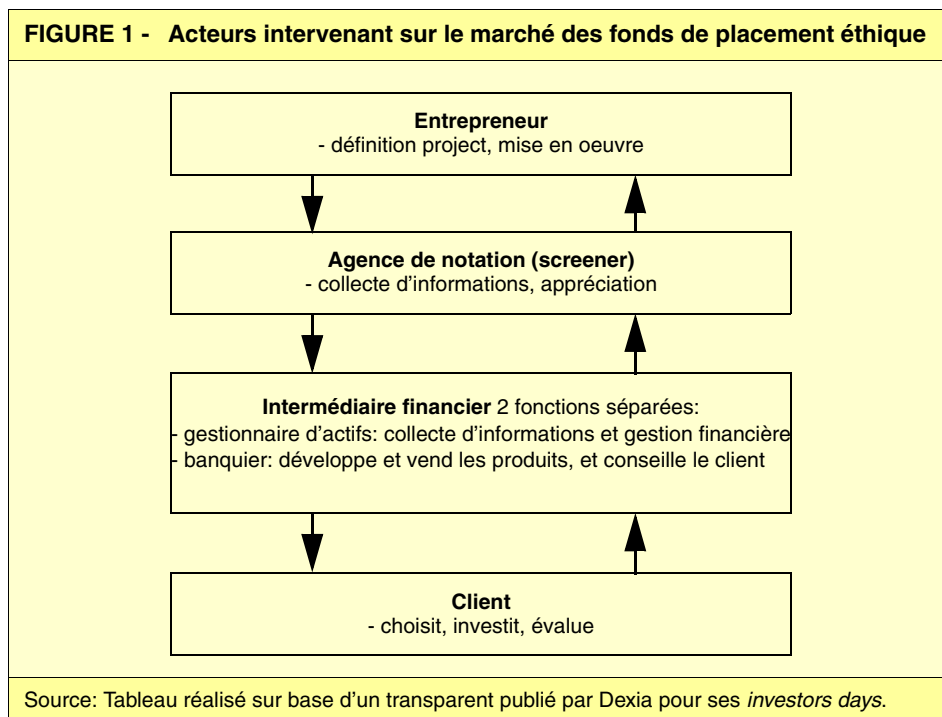 FIGURE 1 - Acteurs intervenant sur le marché des fonds de placement éthique
Entrepreneur
- définition project, mise en oeuvre
Agence de notation (screener)
- collecte d'informations, appréciation
Intermédiaire financier 2 fonctions séparées:
- gestionnaire d'actifs: collecte d'informations et gestion financière
- banquier: développe et vend les produits, et conseille le client
Client
- choisit, investit, évalue
Source: Tableau réalisé sur base d'un transparent publié par Dexia pour ses investors days.